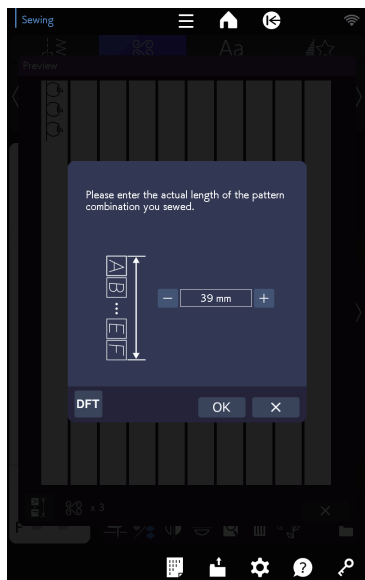 Sewing
Aa
Preview
Please enter the actual length of the pattern
combination you sewed.
A
B
E
F
− 39 mm +
DFT
OK ×
× 3
?